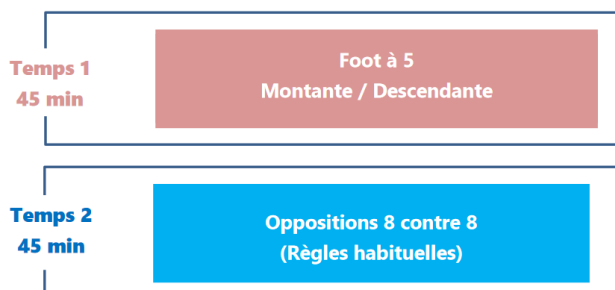 Temps 1
45 min
Foot à 5
Montante / Descendante
Temps 2
45 min
Oppositions 8 contre 8
(Règles habituelles)